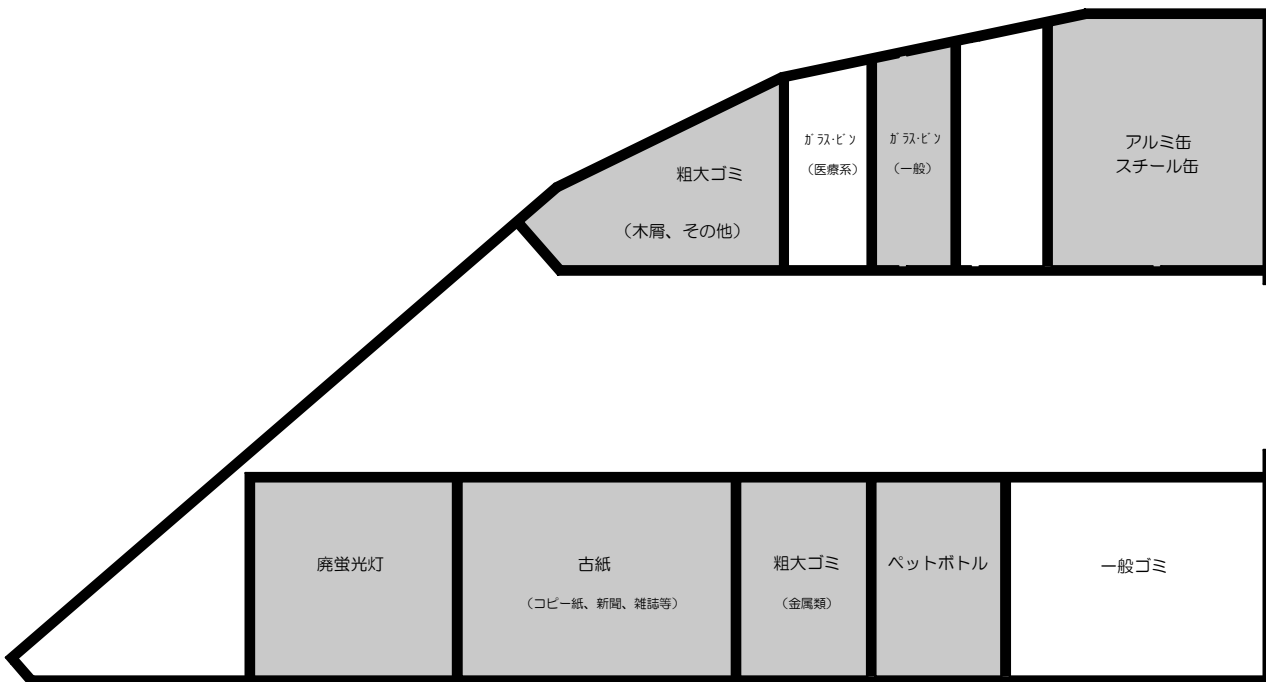 ｶﾞﾗｽ･ﾋﾞﾝ
（医療系）
ｶﾞﾗｽ･ﾋﾞﾝ
（一般）
アルミ缶
スチール缶
粗大ゴミ
（木屑、その他）
廃蛍光灯
古紙
（コピー紙、新聞、雑誌等）
粗大ゴミ
（金属類）
ペットボトル
一般ゴミ